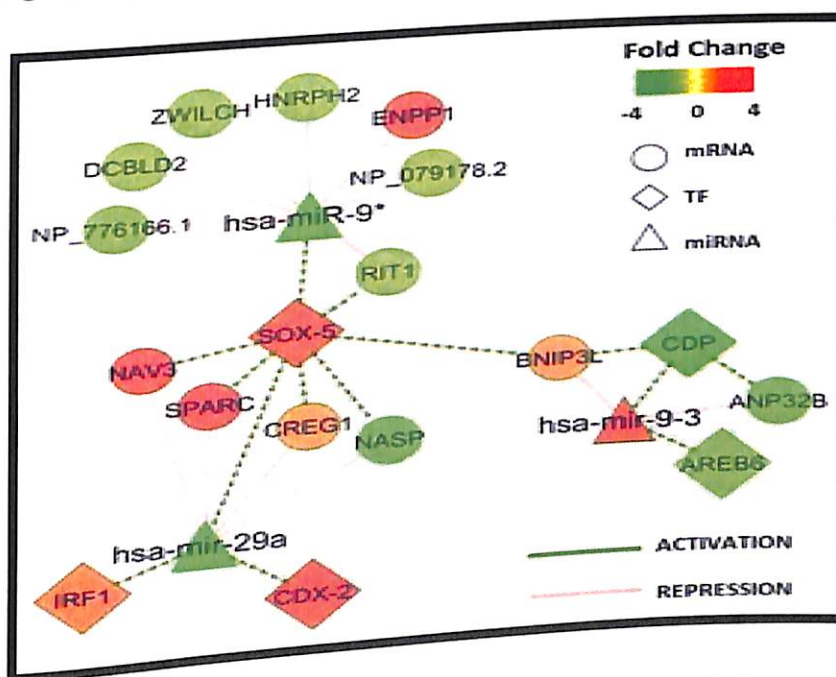 Fold Change
-4 0 4
mRNA
TF
miRNA
ZWILCH
HNRPH2
ENPP1
DCBLD2
NP_079178.2
NP_776166.1
hsa-miR-9*
RIT1
SOX-5
BNIP3L
CDP
NAV3
SPARC
CREG1
NASP
hsa-mir-9-3
ANP32B
AREB6
hsa-mir-29a
IRF1
CDX-2
ACTIVATION
REPRESSION